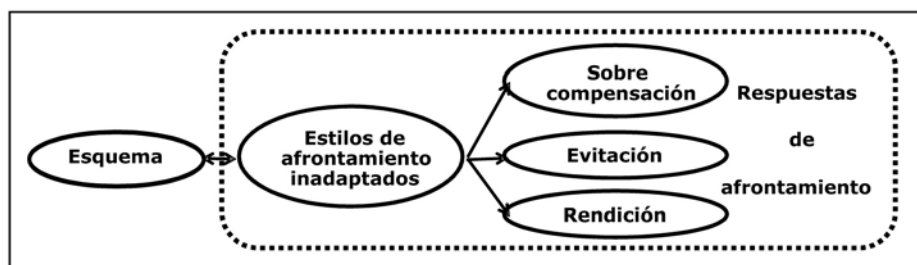 Esquema
Estilos de
afrontamiento
inadaptados
Sobre
compensación
Evitación
Rendición
Respuestas
de
afrontamiento